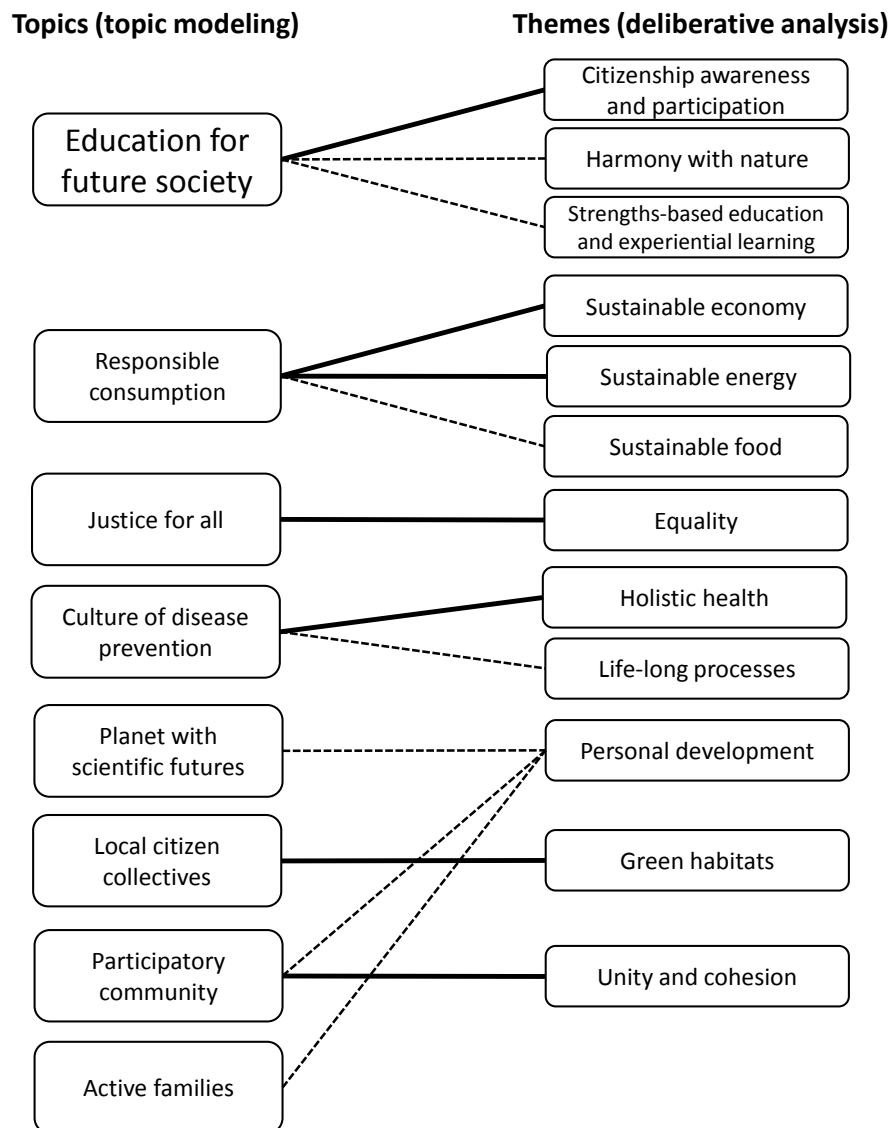 Topics (topic modeling)
Themes (deliberative analysis)
Education for
future society
Citizenship awareness
and participation
Harmony with nature
Strengths-based education
and experiential learning
Responsible
consumption
Sustainable economy
Sustainable energy
Sustainable food
Justice for all
Equality
Culture of disease
prevention
Holistic health
Life-long processes
Planet with
scientific futures
Personal development
Local citizen
collectives
Green habitats
Participatory
community
Unity and cohesion
Active families